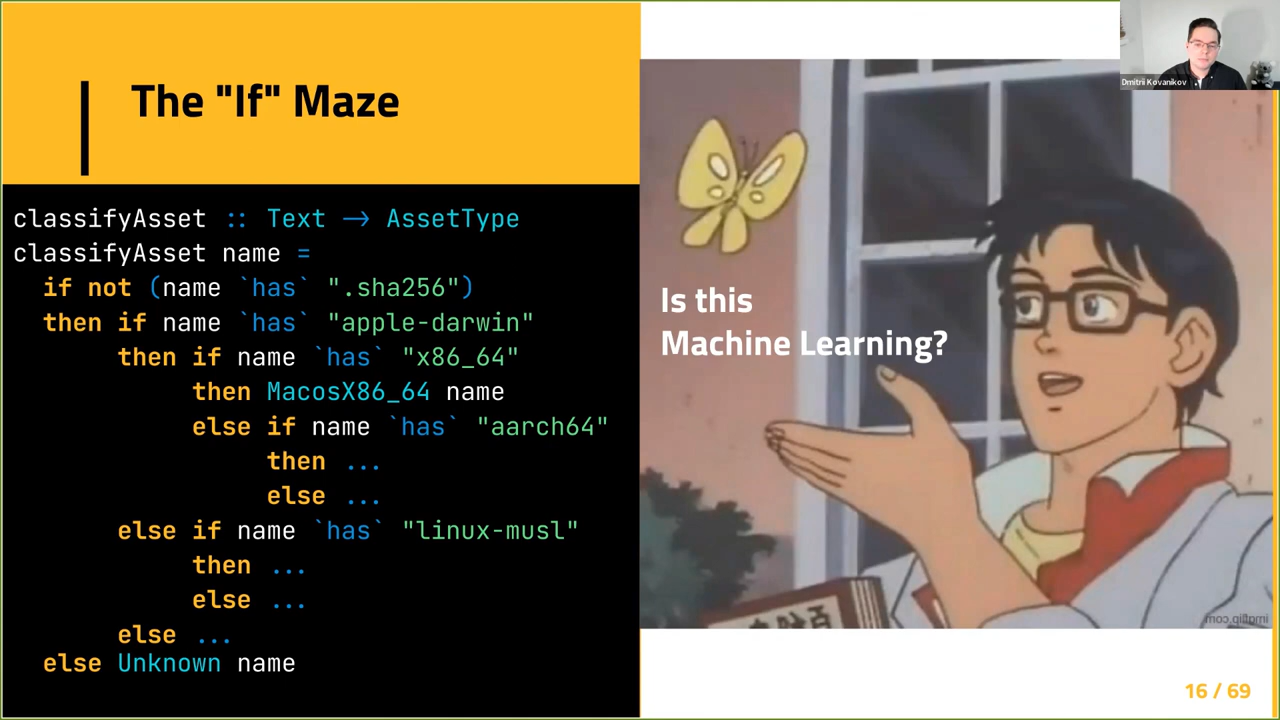 The "If" Maze
classifyAsset :: Text → AssetType
classifyAsset name =
if not (name `has` ".sha256")
then if name `has` "apple-darwin"
then if name `has` "x86_64"
then MacosX86_64 name
else if name `has` "aarch64"
then ...
else ...
else if name `has` "linux-musl"
then ...
else ...
else ...
else Unknown name
Is this
Machine Learning?
Dmitrii Kovanikov
imgflip.com
16 / 69